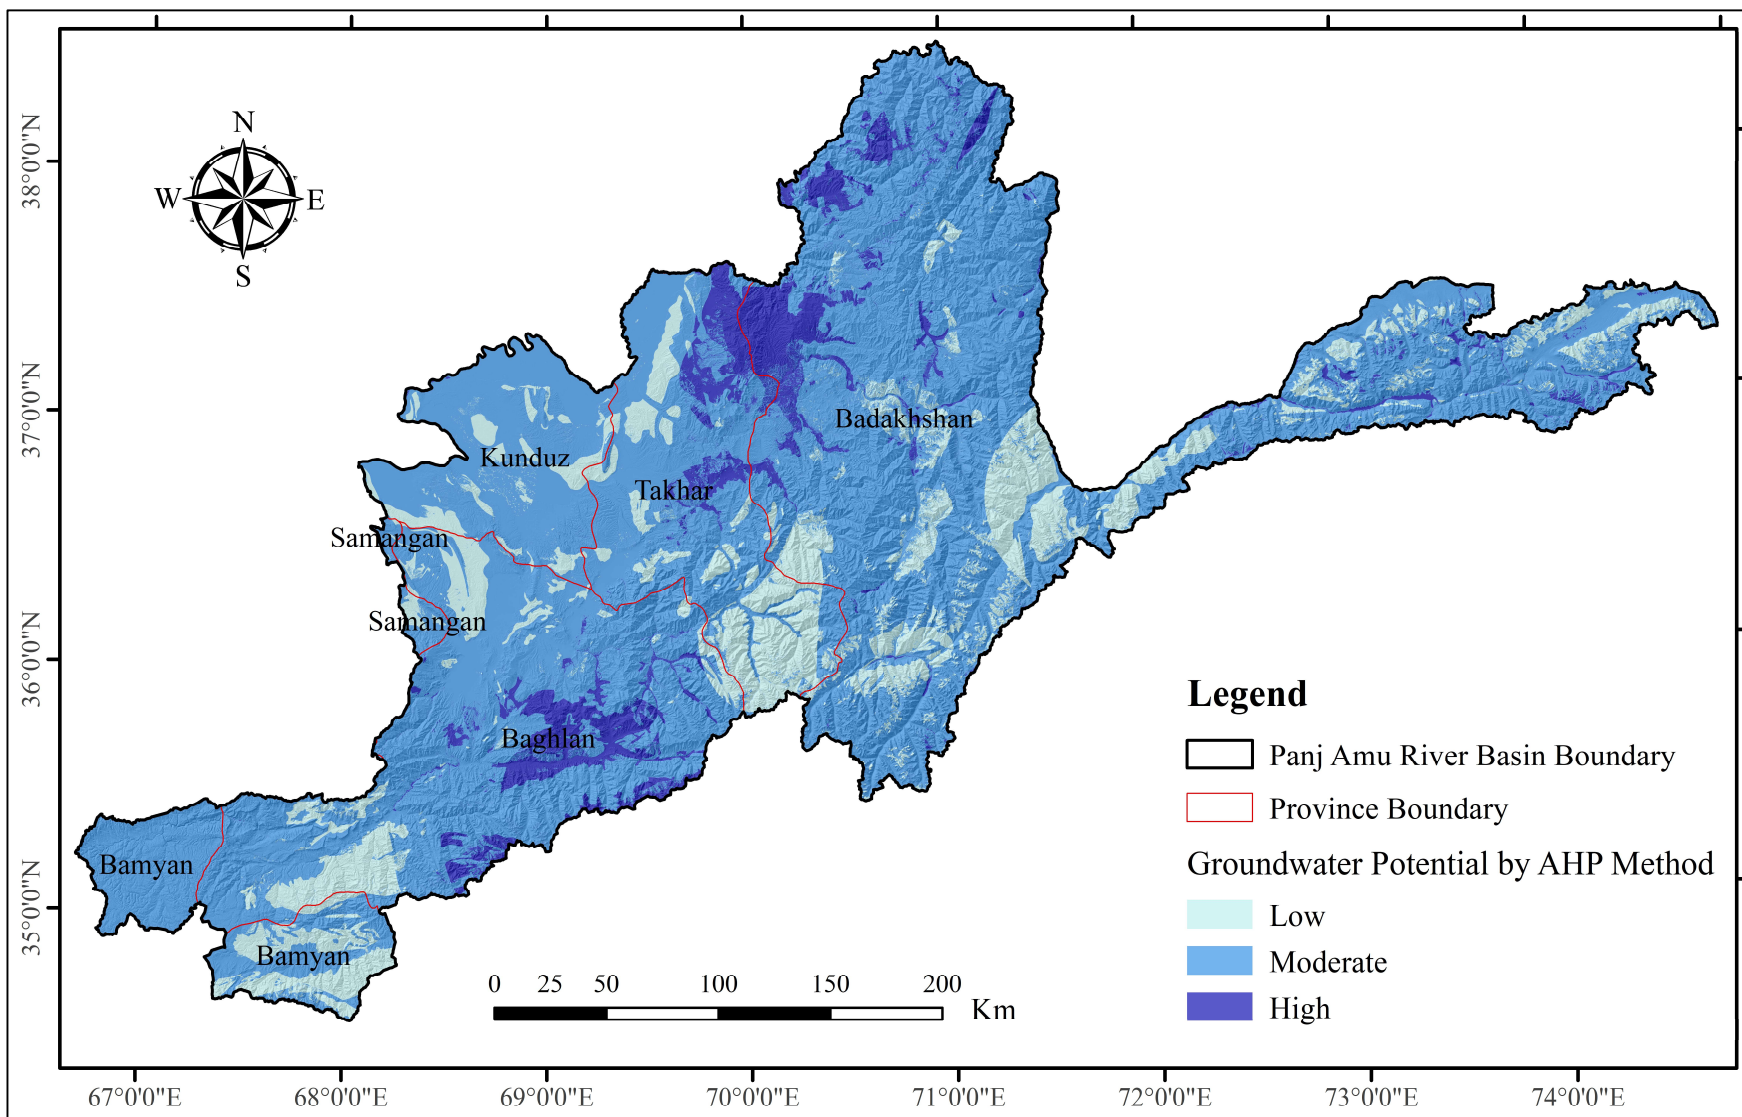 N
W E
S
38°0'0"N
37°0'0"N
36°0'0"N
35°0'0"N
Badakhshan
Kunduz
Takhar
Samangan
Samangan
Baghlan
Bamyan
Bamyan
Legend
Panj Amu River Basin Boundary
Province Boundary
Groundwater Potential by AHP Method
Low
Moderate
High
0 25 50 100 150 200
Km
67°0'0"E 68°0'0"E 69°0'0"E 70°0'0"E 71°0'0"E 72°0'0"E 73°0'0"E 74°0'0"E